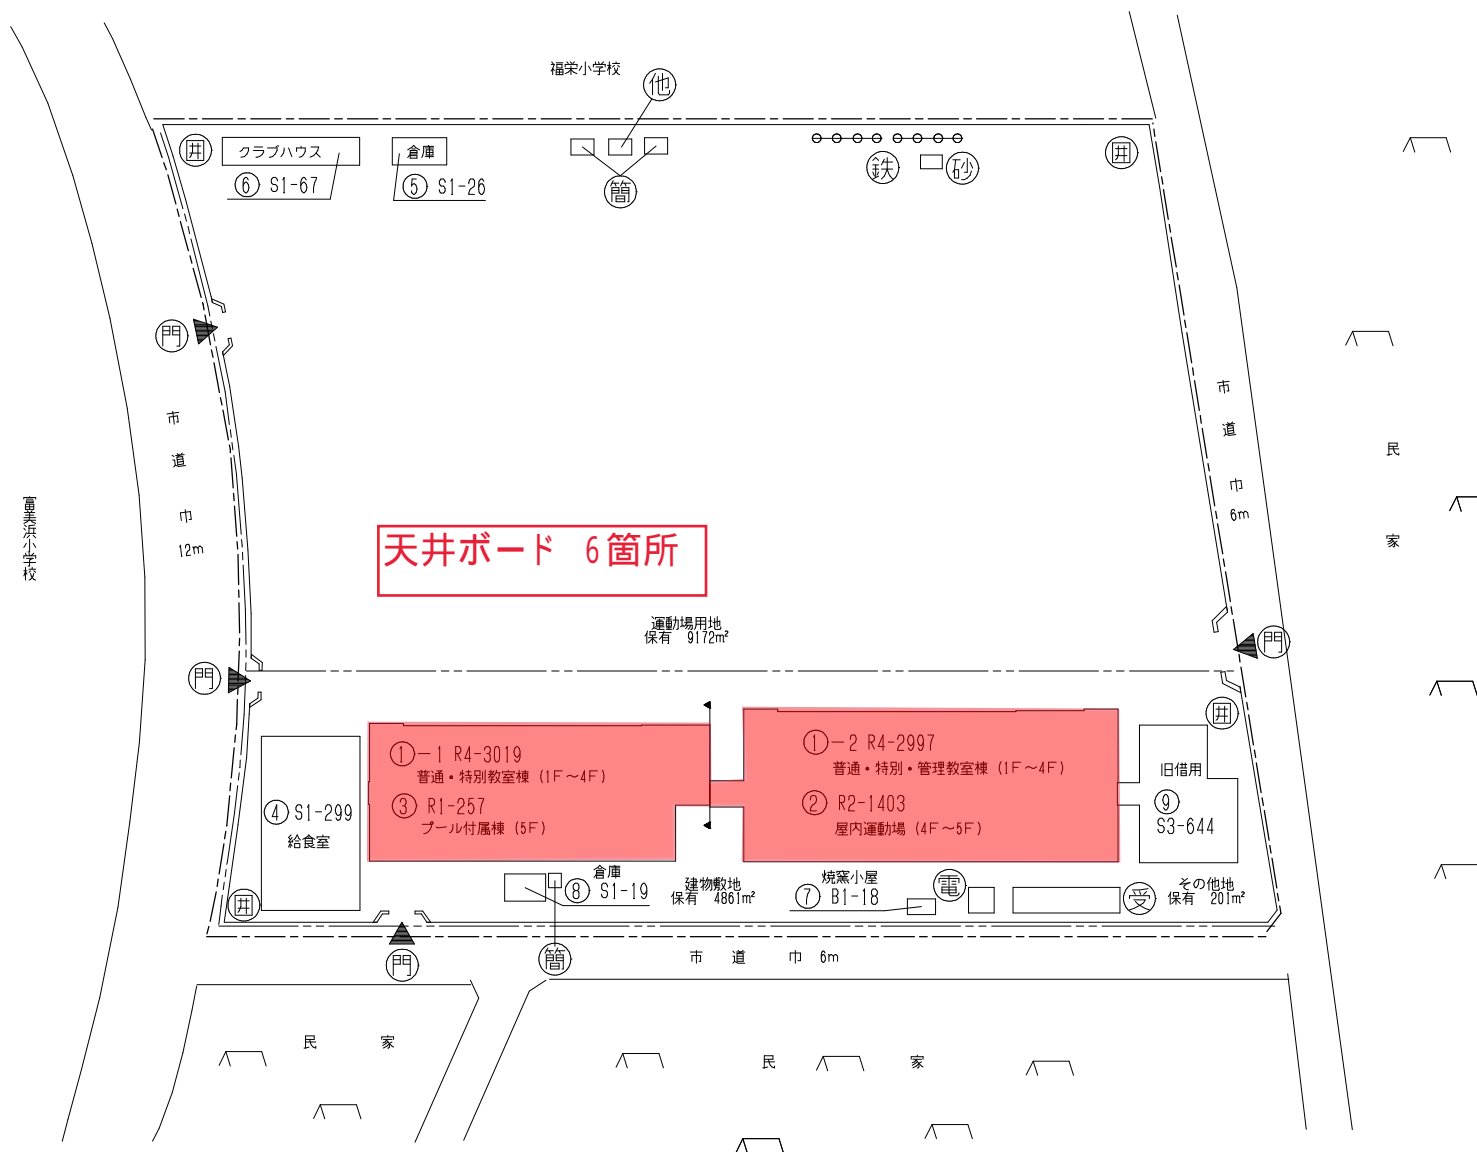 福栄小学校
他
井
クラブハウス
⑥ S1-67
倉庫
⑤ S1-26
簡
鉄
砂
井
門
市道 巾 12m
富美浜小学校
市道 巾 6m
民家
天井ボード 6箇所
運動場用地
保有 9172m²
門
門
井
①-1 R4-3019
普通・特別教室棟(1F~4F)
③ R1-257
プール付属棟(5F)
①-2 R4-2997
普通・特別・管理教室棟(1F~4F)
② R2-1403
屋内運動場(4F~5F)
旧借用
⑨
S3-644
④ S1-299
給食室
倉庫
⑧ S1-19
建物敷地
保有 4861m²
焼窯小屋
⑦ B1-18
電
受
その他地
保有 201m²
井
門
簡
市道 巾 6m
民家
民家